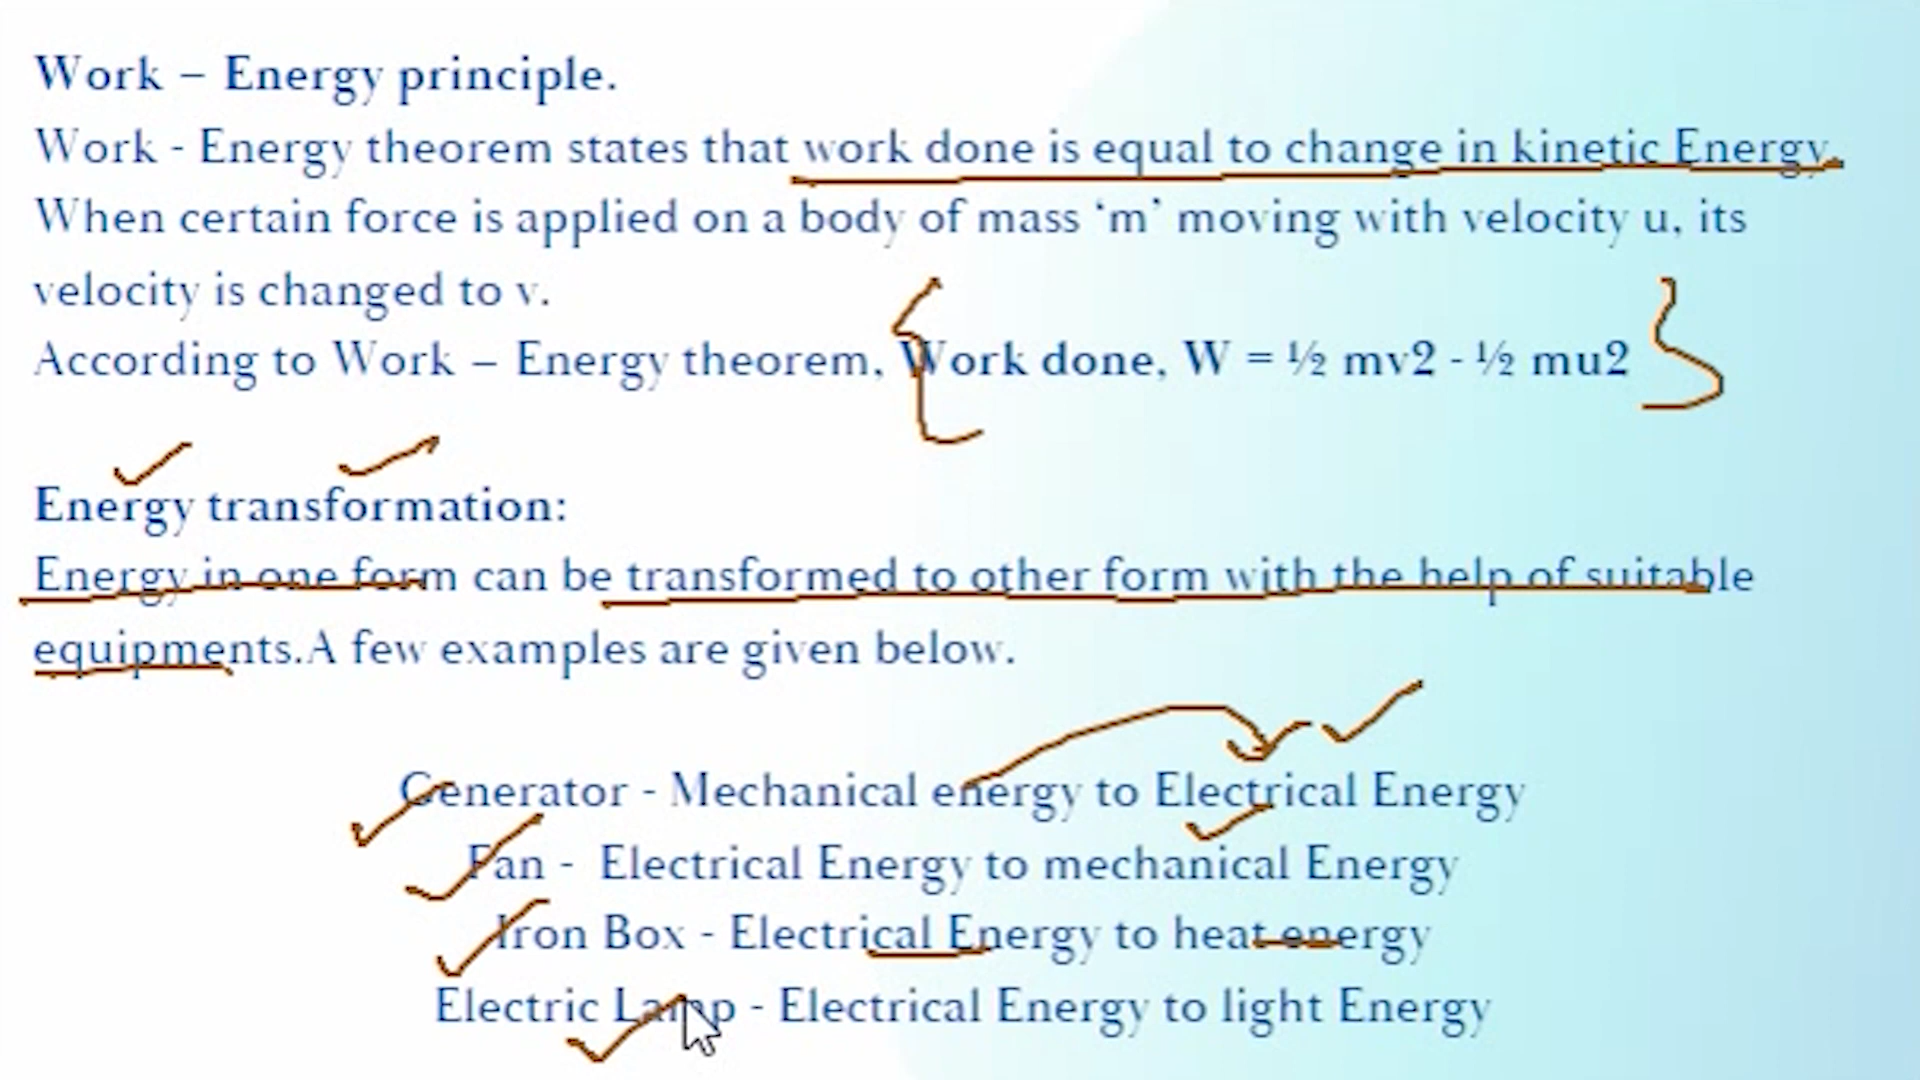 Work – Energy principle.
Work - Energy theorem states that work done is equal to change in kinetic Energy.
When certain force is applied on a body of mass ‘m’ moving with velocity u, its
velocity is changed to v.
According to Work – Energy theorem, Work done, W = ½ mv2 - ½ mu2
Energy transformation:
Energy in one form can be transformed to other form with the help of suitable
equipments.A few examples are given below.
Generator - Mechanical energy to Electrical Energy
Fan - Electrical Energy to mechanical Energy
Iron Box - Electrical Energy to heat energy
Electric Lamp - Electrical Energy to light Energy